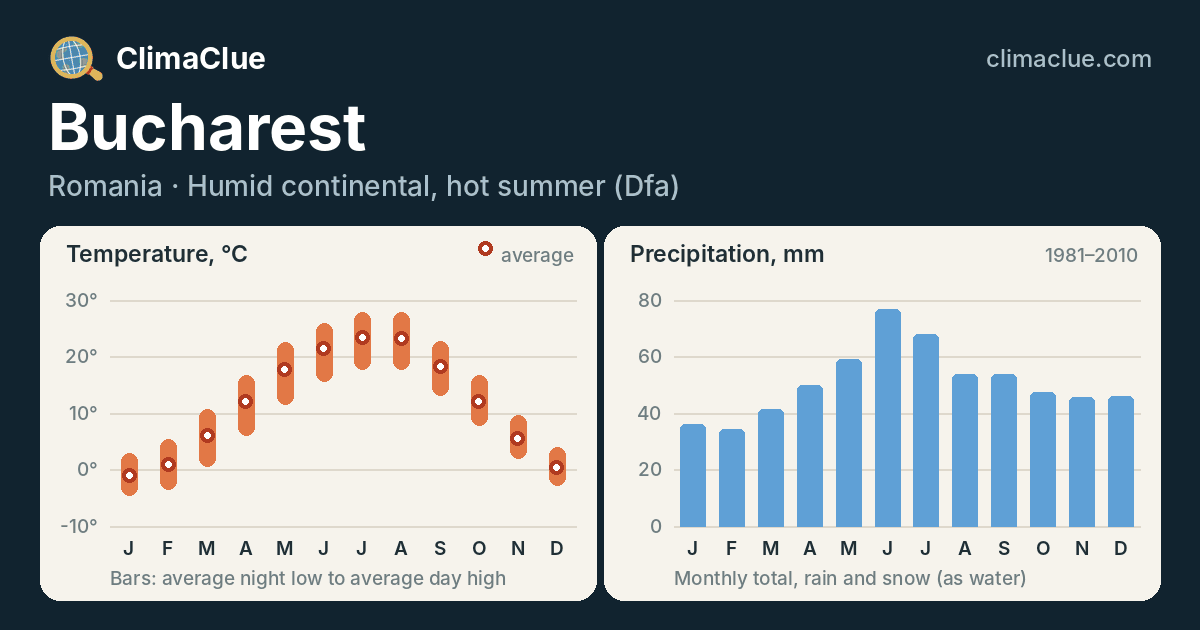 ClimaClue
climaclue.com
Bucharest
Romania · Humid continental, hot summer (Dfa)
Temperature, °C
average
30°
20°
10°
0°
-10°
J F M A M J J A S O N D
Bars: average night low to average day high
Precipitation, mm
1981–2010
80
60
40
20
0
J F M A M J J A S O N D
Monthly total, rain and snow (as water)